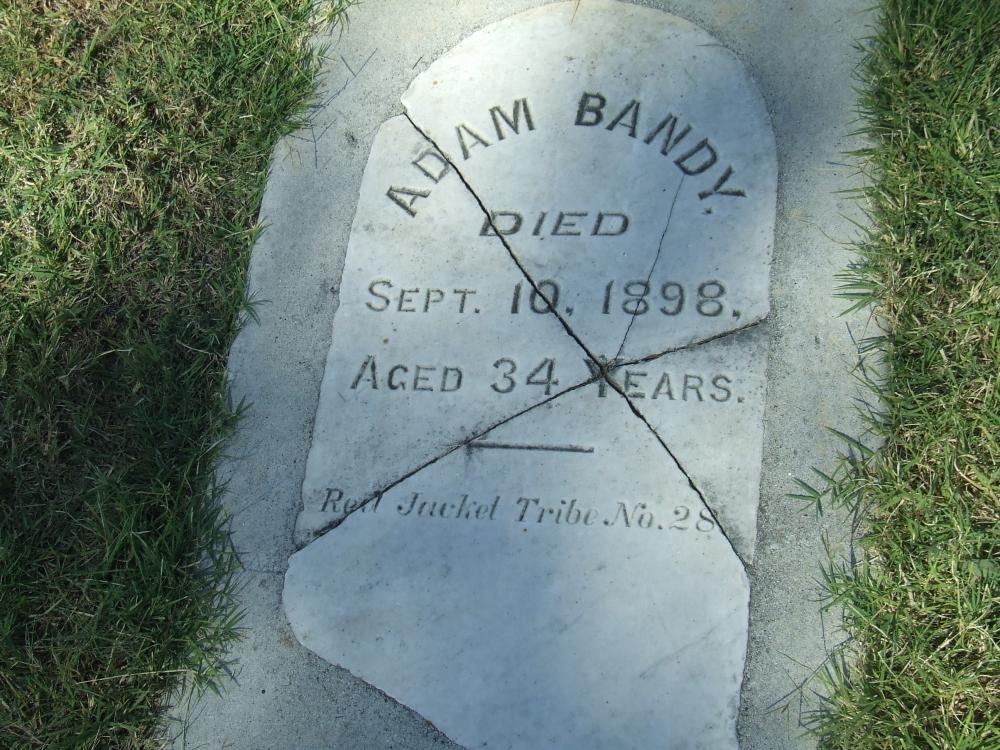 ADAM BANDY.
DIED
SEPT. 10, 1898,
AGED 34 YEARS.
Red Jacket Tribe No. 28